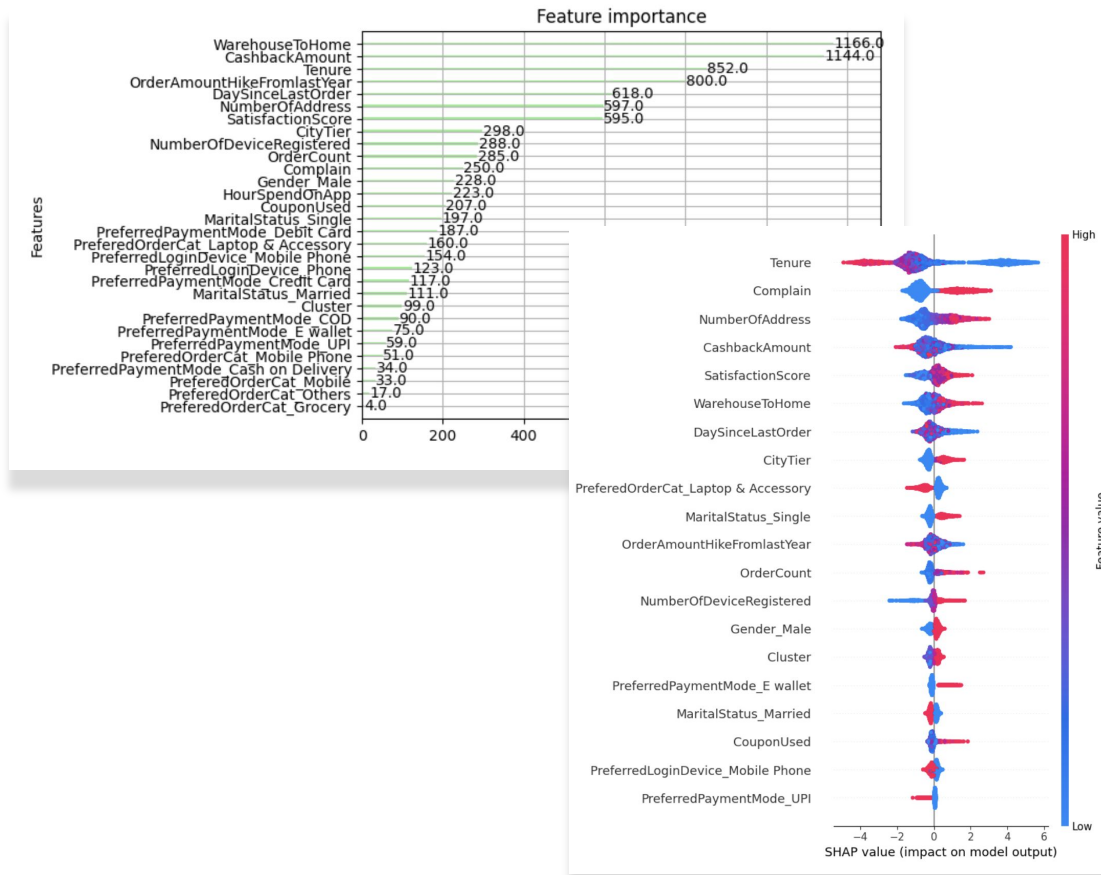 Feature importance
Features
WarehouseToHome 1166.0
CashbackAmount 1144.0
Tenure 852.0
OrderAmountHikeFromlastYear 800.0
DaySinceLastOrder 618.0
NumberOfAddress 597.0
SatisfactionScore 595.0
CityTier 298.0
NumberOfDeviceRegistered 288.0
OrderCount 285.0
Complain 250.0
Gender_Male 228.0
HourSpendOnApp 223.0
CouponUsed 207.0
MaritalStatus_Single 197.0
PreferredPaymentMode_Debit Card 187.0
PreferedOrderCat_Laptop & Accessory 160.0
PreferredLoginDevice_Mobile Phone 154.0
PreferredLoginDevice_Phone 123.0
PreferredPaymentMode_Credit Card 117.0
MaritalStatus_Married 111.0
Cluster 99.0
PreferredPaymentMode_COD 90.0
PreferredPaymentMode_E wallet 75.0
PreferredPaymentMode_UPI 59.0
PreferedOrderCat_Mobile Phone 51.0
PreferredPaymentMode_Cash on Delivery 34.0
PreferedOrderCat_Mobile 33.0
PreferedOrderCat_Others 17.0
PreferedOrderCat_Grocery 4.0
0 200 400
High
Tenure
Complain
NumberOfAddress
CashbackAmount
SatisfactionScore
WarehouseToHome
DaySinceLastOrder
CityTier
PreferedOrderCat_Laptop & Accessory
MaritalStatus_Single
OrderAmountHikeFromlastYear
OrderCount
NumberOfDeviceRegistered
Gender_Male
Cluster
PreferredPaymentMode_E wallet
MaritalStatus_Married
CouponUsed
PreferredLoginDevice_Mobile Phone
PreferredPaymentMode_UPI
Feature value
Low
−4 −2 0 2 4 6
SHAP value (impact on model output)